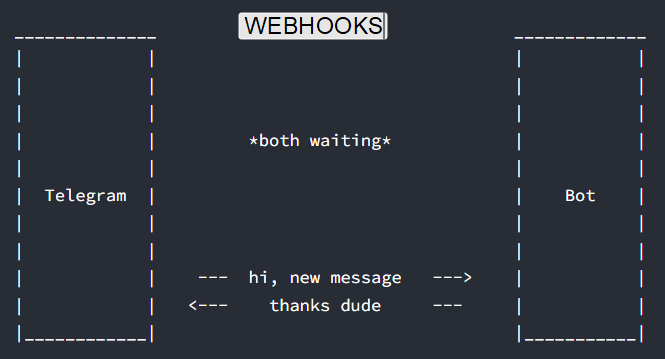 WEBHOOKS
*both waiting*
Telegram
Bot
--- hi, new message --->
<--- thanks dude ---